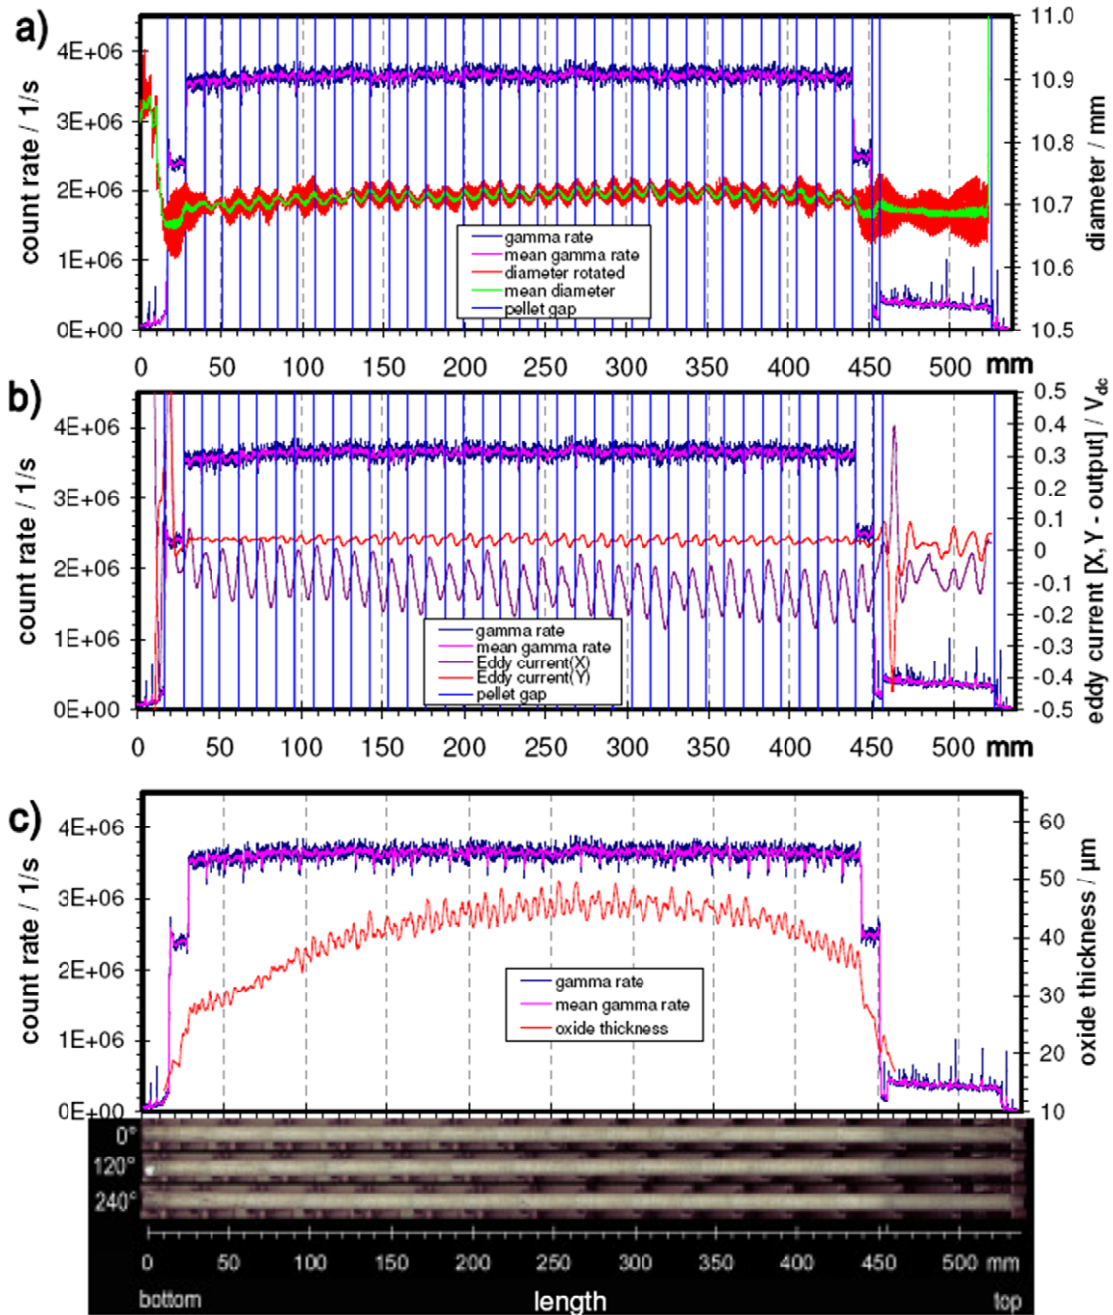 a)
4E+06
3E+06
2E+06
1E+06
0E+00
count rate / 1/s
11.0
10.9
10.8
10.7
10.6
10.5
diameter / mm
gamma rate
mean gamma rate
diameter rotated
mean diameter
pellet gap
0 50 100 150 200 250 300 350 400 450 500 mm
b)
4E+06
3E+06
2E+06
1E+06
0E+00
count rate / 1/s
0.5
0.4
0.3
0.2
0.1
0
-0.1
-0.2
-0.3
-0.4
-0.5
eddy current [X, Y - output] / Vdc
gamma rate
mean gamma rate
Eddy current(X)
Eddy current(Y)
pellet gap
0 50 100 150 200 250 300 350 400 450 500 mm
c)
4E+06
3E+06
2E+06
1E+06
0E+00
count rate / 1/s
60
50
40
30
20
10
oxide thickness / µm
gamma rate
mean gamma rate
oxide thickness
0°
120°
240°
0 50 100 150 200 250 300 350 400 450 500 mm
bottom length top